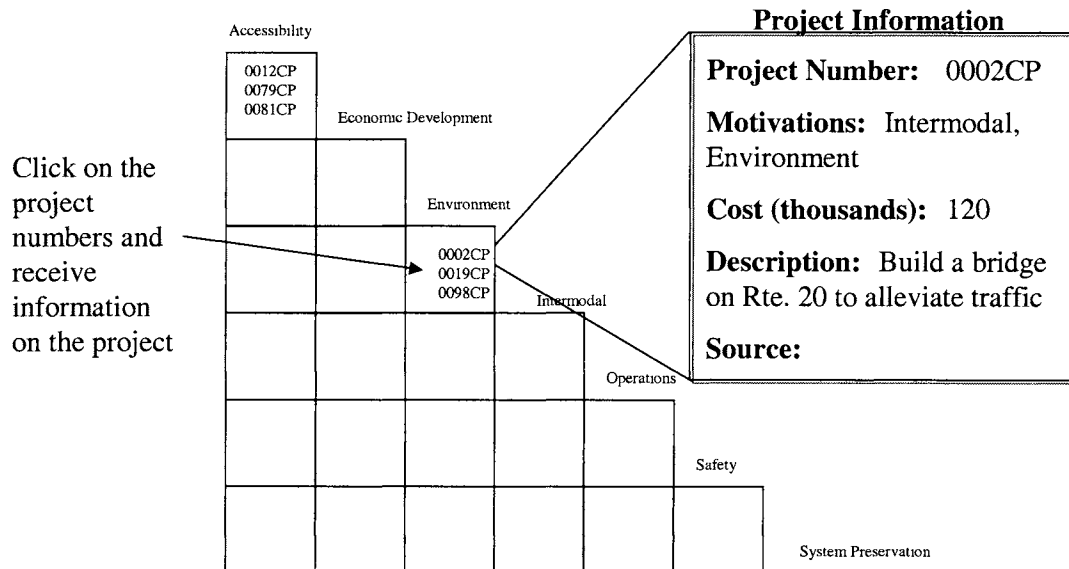 Accessibility
0012CP
0079CP
0081CP
Economic Development
Click on the
project
numbers and
receive
information
on the project
Environment
0002CP
0019CP
0098CP
Intermodal
Operations
Safety
System Preservation
Project Information
Project Number: 0002CP
Motivations: Intermodal,
Environment
Cost (thousands): 120
Description: Build a bridge
on Rte. 20 to alleviate traffic
Source: